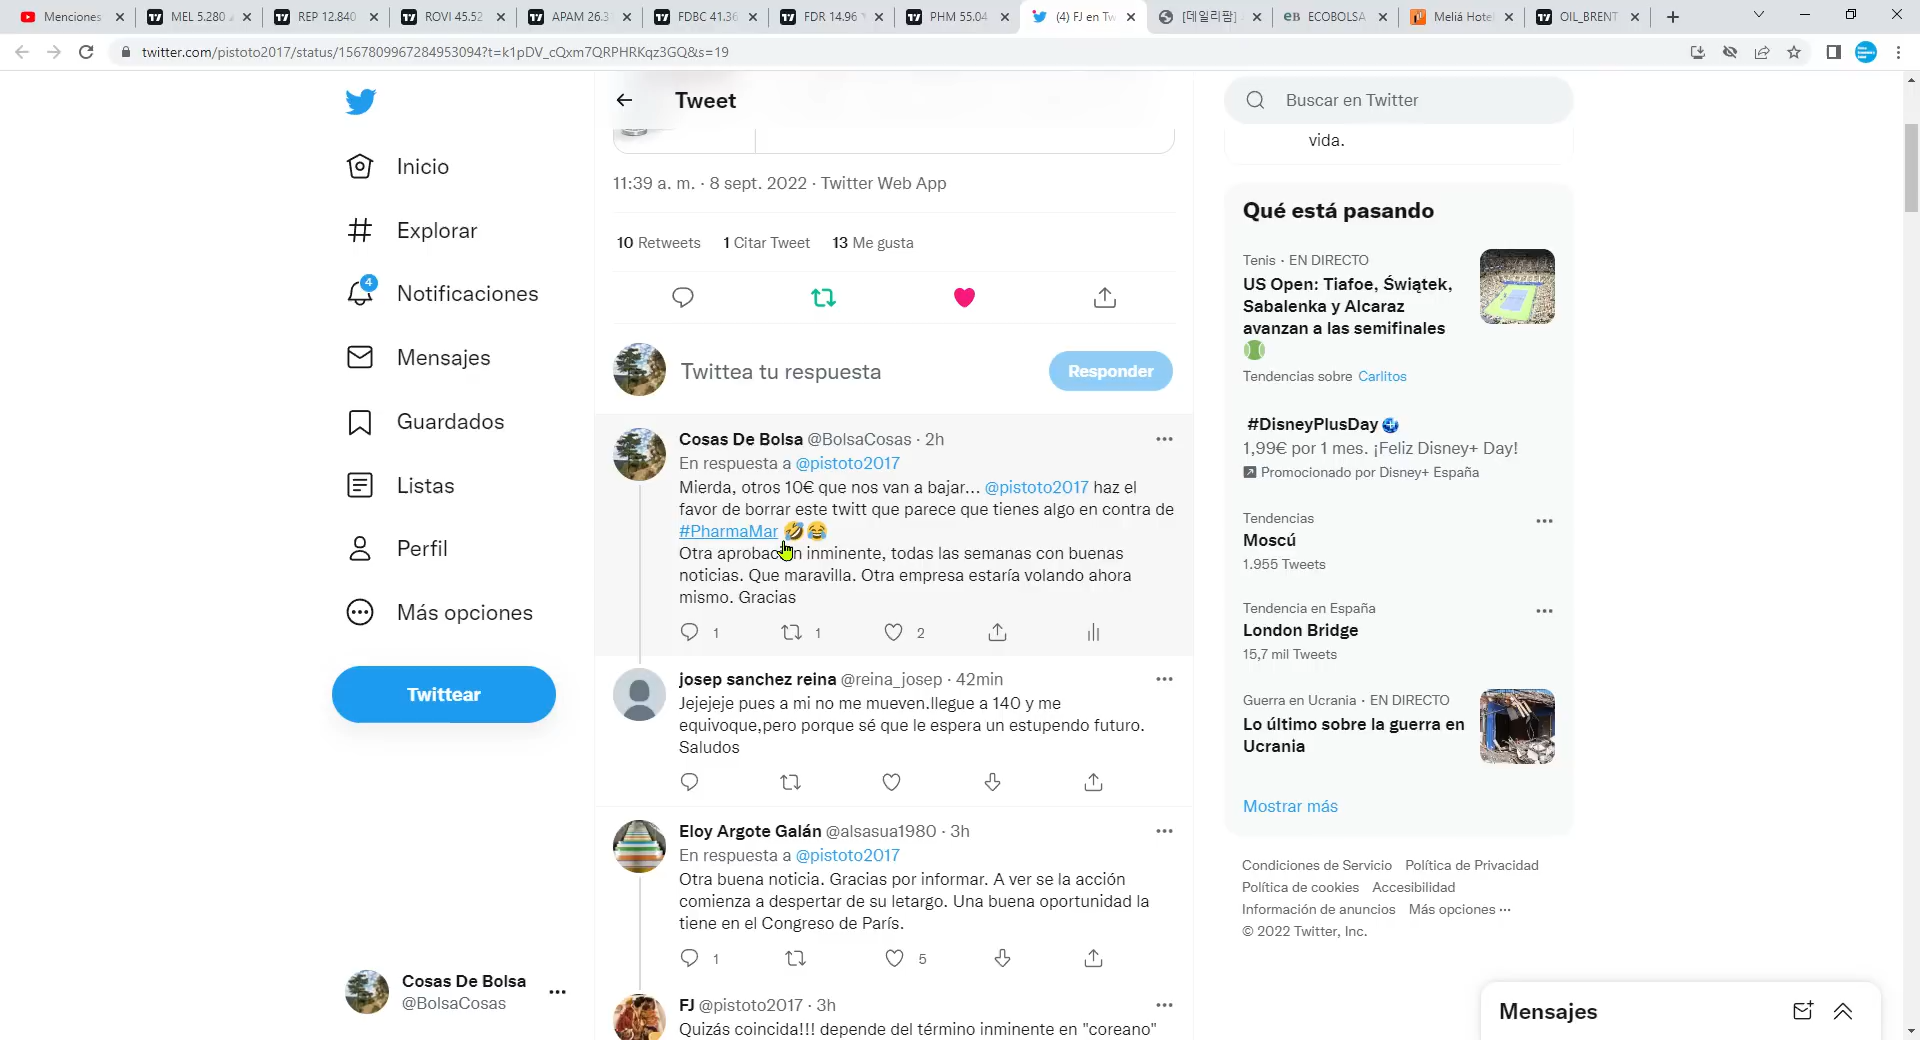 Menciones
MEL 5.280
REP 12.840
ROVI 45.52
APAM 26.3
FDBC 41.36
FDR 14.96
PHM 55.04
(4) FJ en Tw
[데일리팜]
ECOBOLSA
Meliá Hote
OIL_BRENT
twitter.com/pistoto2017/status/1567809967284953094?t=k1pDV_cQxm7QRPHRKqz3GQ&s=19
Inicio
Explorar
4
Notificaciones
Mensajes
Guardados
Listas
Perfil
Más opciones
Twittear
Cosas De Bolsa
@BolsaCosas
Tweet
11:39 a. m. · 8 sept. 2022 · Twitter Web App
10 Retweets 1 Citar Tweet 13 Me gusta
Twittea tu respuesta
Responder
Cosas De Bolsa @BolsaCosas · 2h
En respuesta a @pistoto2017
Mierda, otros 10€ que nos van a bajar... @pistoto2017 haz el
favor de borrar este twitt que parece que tienes algo en contra de
#PharmaMar 🤣😂
Otra aprobación inminente, todas las semanas con buenas
noticias. Que maravilla. Otra empresa estaría volando ahora
mismo. Gracias
1 1 2
josep sanchez reina @reina_josep · 42min
Jejejeje pues a mi no me mueven.llegue a 140 y me
equivoque,pero porque sé que le espera un estupendo futuro.
Saludos
Eloy Argote Galán @alsasua1980 · 3h
En respuesta a @pistoto2017
Otra buena noticia. Gracias por informar. A ver se la acción
comienza a despertar de su letargo. Una buena oportunidad la
tiene en el Congreso de París.
1 5
FJ @pistoto2017 · 3h
Quizás coincida!!! depende del término inminente en "coreano"
Buscar en Twitter
vida.
Qué está pasando
Tenis · EN DIRECTO
US Open: Tiafoe, Świątek,
Sabalenka y Alcaraz
avanzan a las semifinales
Tendencias sobre Carlitos
#DisneyPlusDay
1,99€ por 1 mes. ¡Feliz Disney+ Day!
Promocionado por Disney+ España
Tendencias
Moscú
1.955 Tweets
Tendencia en España
London Bridge
15,7 mil Tweets
Guerra en Ucrania · EN DIRECTO
Lo último sobre la guerra en
Ucrania
Mostrar más
Condiciones de Servicio Política de Privacidad
Política de cookies Accesibilidad
Información de anuncios Más opciones ···
© 2022 Twitter, Inc.
Mensajes